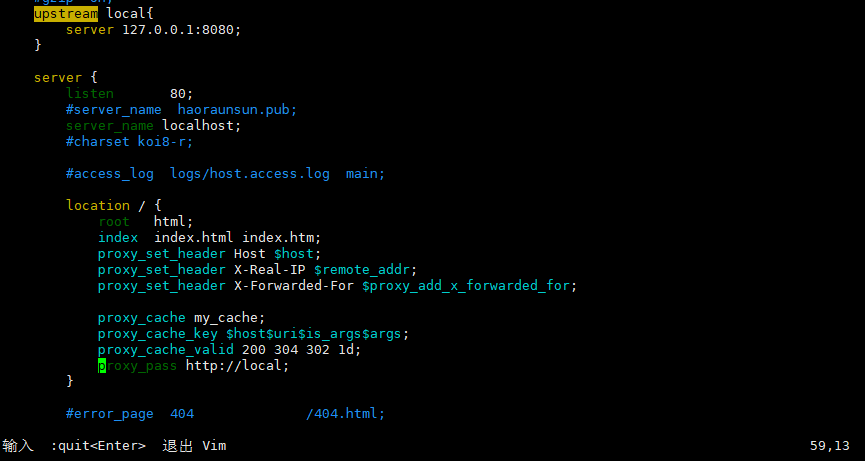 #gzip  on;
upstream local{
    server 127.0.0.1:8080;
}
server {
    listen       80;
    #server_name  haoraunsun.pub;
    server_name localhost;
    #charset koi8-r;
    #access_log  logs/host.access.log  main;
    location / {
        root   html;
        index  index.html index.htm;
        proxy_set_header Host $host;
        proxy_set_header X-Real-IP $remote_addr;
        proxy_set_header X-Forwarded-For $proxy_add_x_forwarded_for;
        proxy_cache my_cache;
        proxy_cache_key $host$uri$is_args$args;
        proxy_cache_valid 200 304 302 1d;
        proxy_pass http://local;
    }
    #error_page  404              /404.html;
输入  :quit<Enter>  退出 Vim 59,13